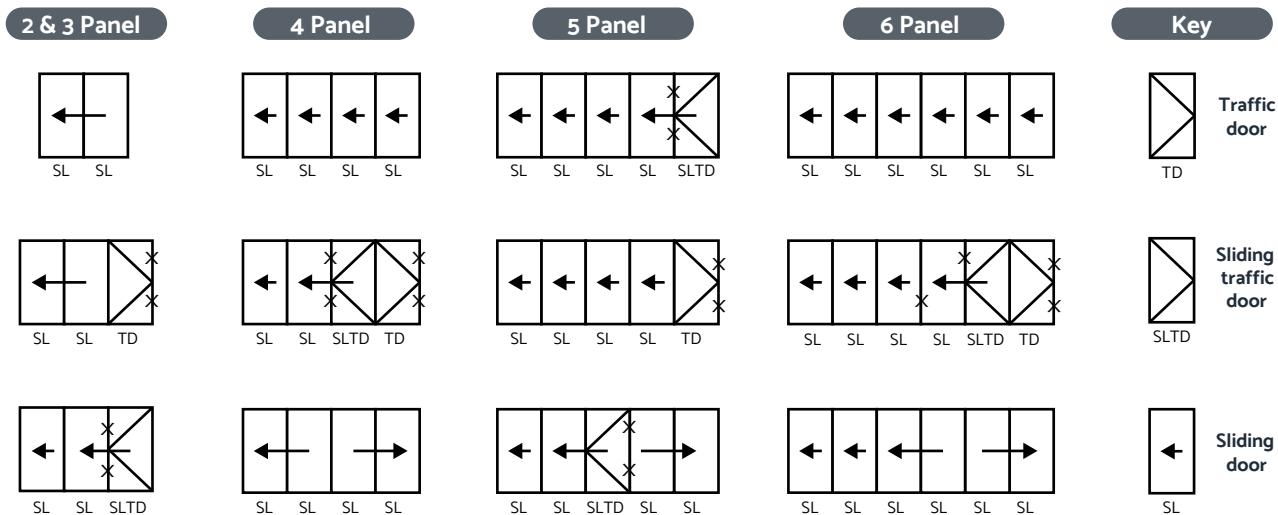 2 & 3 Panel 4 Panel 5 Panel 6 Panel Key
SL SL
SL SL SL SL
SL SL SL SL SLTD
SL SL SL SL SL SL
TD
Traffic
door
SL SL TD
SL SL SLTD TD
SL SL SL SL TD
SL SL SL SL SLTD TD
SLTD
Sliding
traffic
door
SL SL SLTD
SL SL SL SL
SL SL SLTD SL SL
SL SL SL SL SL SL
SL
Sliding
door